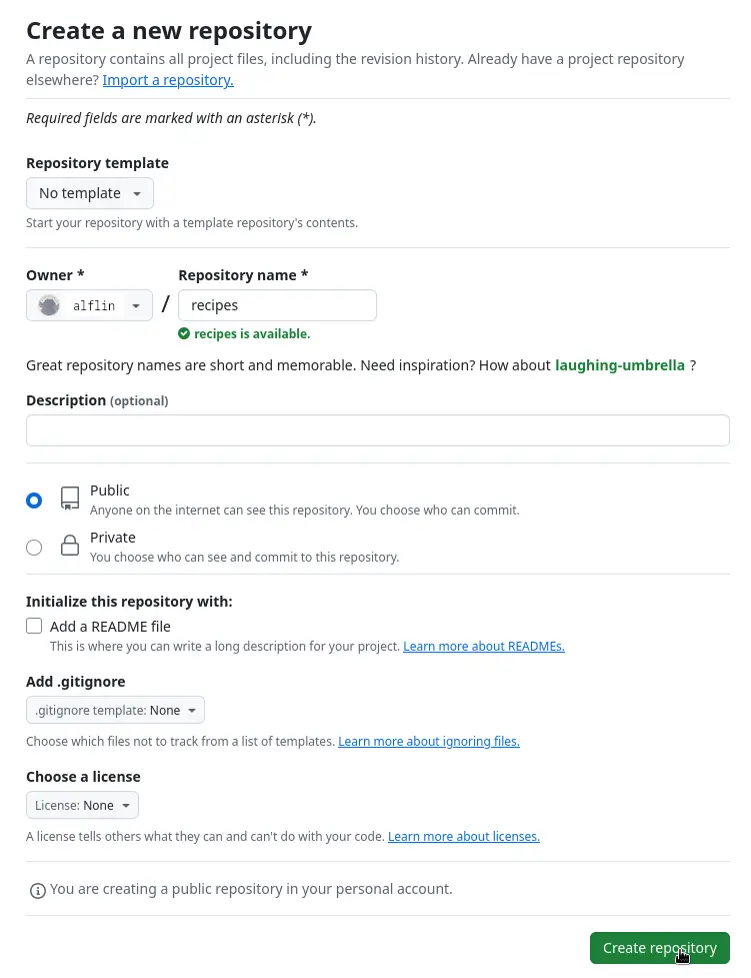 Create a new repository
A repository contains all project files, including the revision history. Already have a project repository
elsewhere? Import a repository.
Required fields are marked with an asterisk (*).
Repository template
No template
Start your repository with a template repository's contents.
Owner *
Repository name *
alflin
/
recipes
recipes is available.
Great repository names are short and memorable. Need inspiration? How about laughing-umbrella ?
Description (optional)
Public
Anyone on the internet can see this repository. You choose who can commit.
Private
You choose who can see and commit to this repository.
Initialize this repository with:
Add a README file
This is where you can write a long description for your project. Learn more about READMEs.
Add .gitignore
.gitignore template: None
Choose which files not to track from a list of templates. Learn more about ignoring files.
Choose a license
License: None
A license tells others what they can and can't do with your code. Learn more about licenses.
You are creating a public repository in your personal account.
Create repository